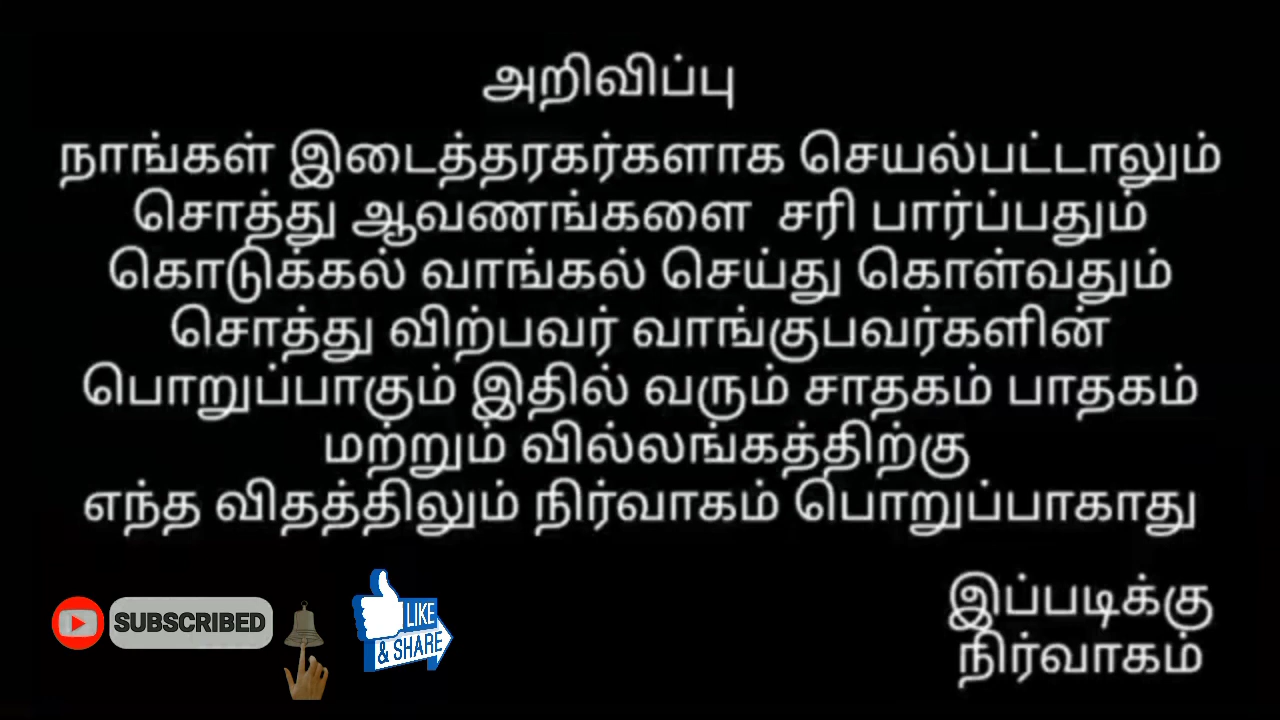 அறிவிப்பு
நாங்கள் இடைத்தரகர்களாக செயல்பட்டாலும்
சொத்து ஆவணங்களை சரி பார்ப்பதும்
கொடுக்கல் வாங்கல் செய்து கொள்வதும்
சொத்து விற்பவர் வாங்குபவர்களின்
பொறுப்பாகும் இதில் வரும் சாதகம் பாதகம்
மற்றும் வில்லங்கத்திற்கு
எந்த விதத்திலும் நிர்வாகம் பொறுப்பாகாது
இப்படிக்கு
நிர்வாகம்
SUBSCRIBED
LIKE
& SHARE